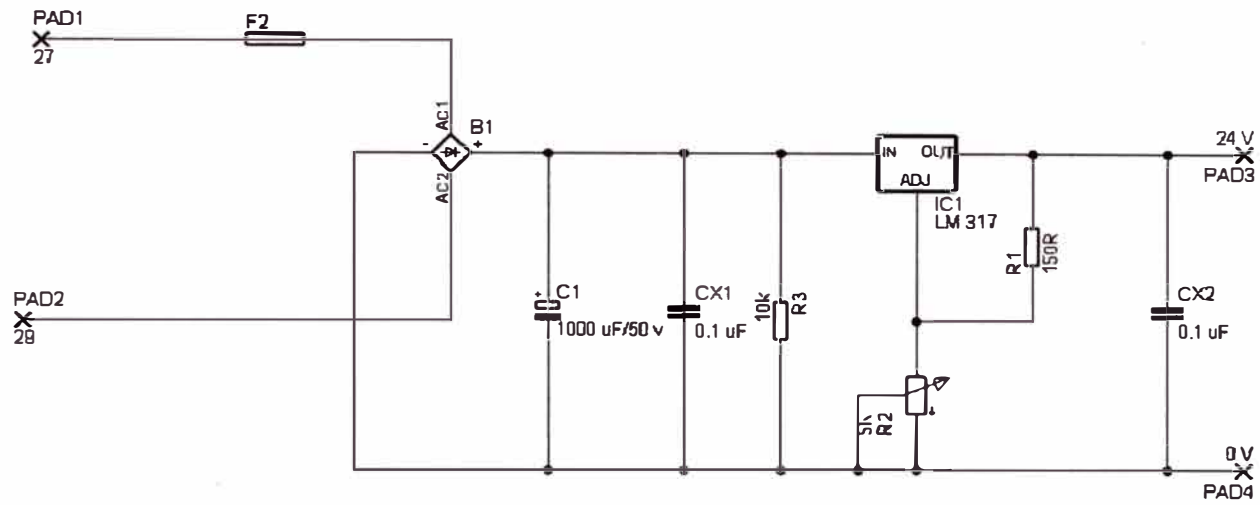 PAD1
27
F2
AC1
-
B1
+
AC2
PAD2
28
+
C1
1000 uF/50 v
CX1
0.1 uF
10k
R3
IN
OUT
ADJ
IC1
LM 317
R1
150R
R2
CX2
0.1 uF
24 V
PAD3
0 V
PAD4